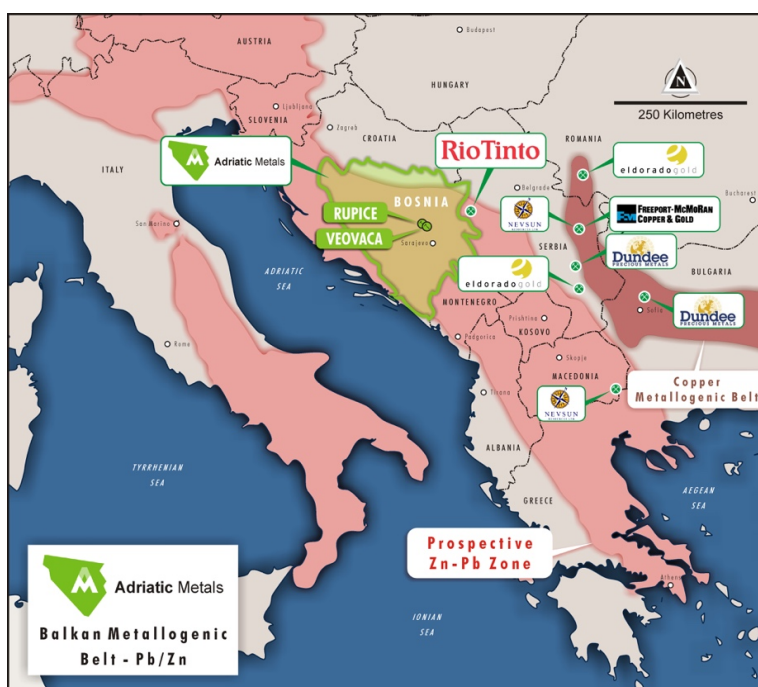 AUSTRIA
Budapest
HUNGARY
N
250 Kilometres
Ljubljana
SLOVENIA
Zagreb
CROATIA
ROMANIA
Adriatic Metals
RioTinto
eldoradogold
ITALY
BOSNIA
Belgrade
Bucharest
RUPICE
NEVSUN
FREEPORT-McMoRAN
COPPER & GOLD
San Marino
VEOVACA
Sarajevo
SERBIA
Dundee
PRECIOUS METALS
ADRIATIC
SEA
eldoradogold
BULGARIA
MONTENEGRO
Dundee
PRECIOUS METALS
Prishtina
Sofia
KOSOVO
Rome
Podgorica
Skopje
MACEDONIA
Copper
Metallogenic Belt
Tirana
NEVSUN
ALBANIA
TYRRHENIAN
SEA
GREECE
AEGEAN
SEA
Prospective
Zn-Pb Zone
Adriatic Metals
Athens
Balkan Metallogenic
Belt - Pb/Zn
IONIAN
SEA